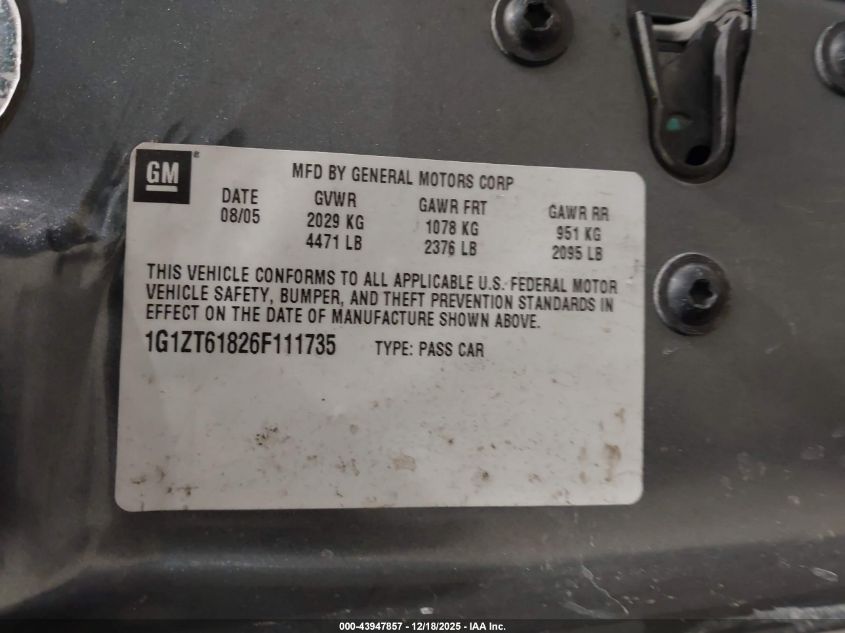 GM®
MFD BY GENERAL MOTORS CORP
DATE GVWR GAWR FRT GAWR RR
08/05 2029 KG 1078 KG 951 KG
4471 LB 2376 LB 2095 LB
THIS VEHICLE CONFORMS TO ALL APPLICABLE U.S. FEDERAL MOTOR
VEHICLE SAFETY, BUMPER, AND THEFT PREVENTION STANDARDS IN
EFFECT ON THE DATE OF MANUFACTURE SHOWN ABOVE.
1G1ZT61826F111735 TYPE: PASS CAR
000-43947857 - 12/18/2025 - IAA Inc.